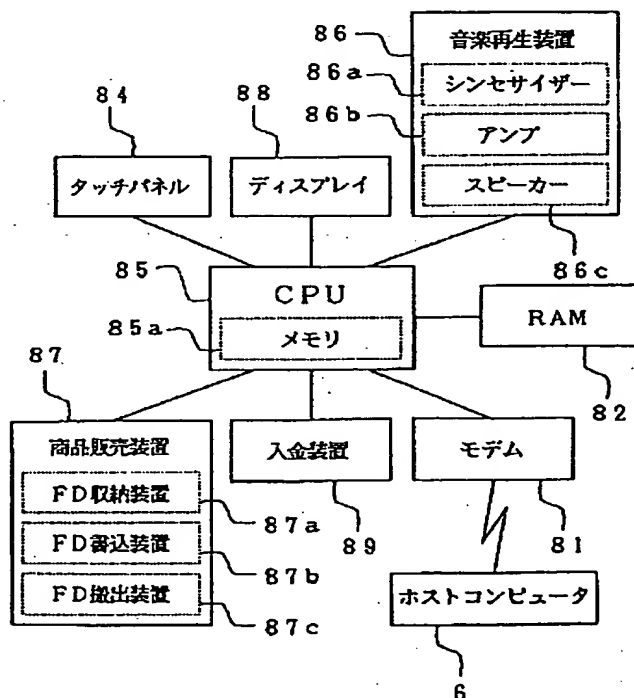 86
音楽再生装置
86a
シンセサイザー
84
88
86b
アンプ
タッチパネル
ディスプレイ
スピーカー
85
CPU
86c
85a
メモリ
RAM
87
82
商品販売装置
入金装置
モデム
FD収納装置
87a
89
81
FD書込装置
87b
FD搬出装置
87c
ホストコンピュータ
6